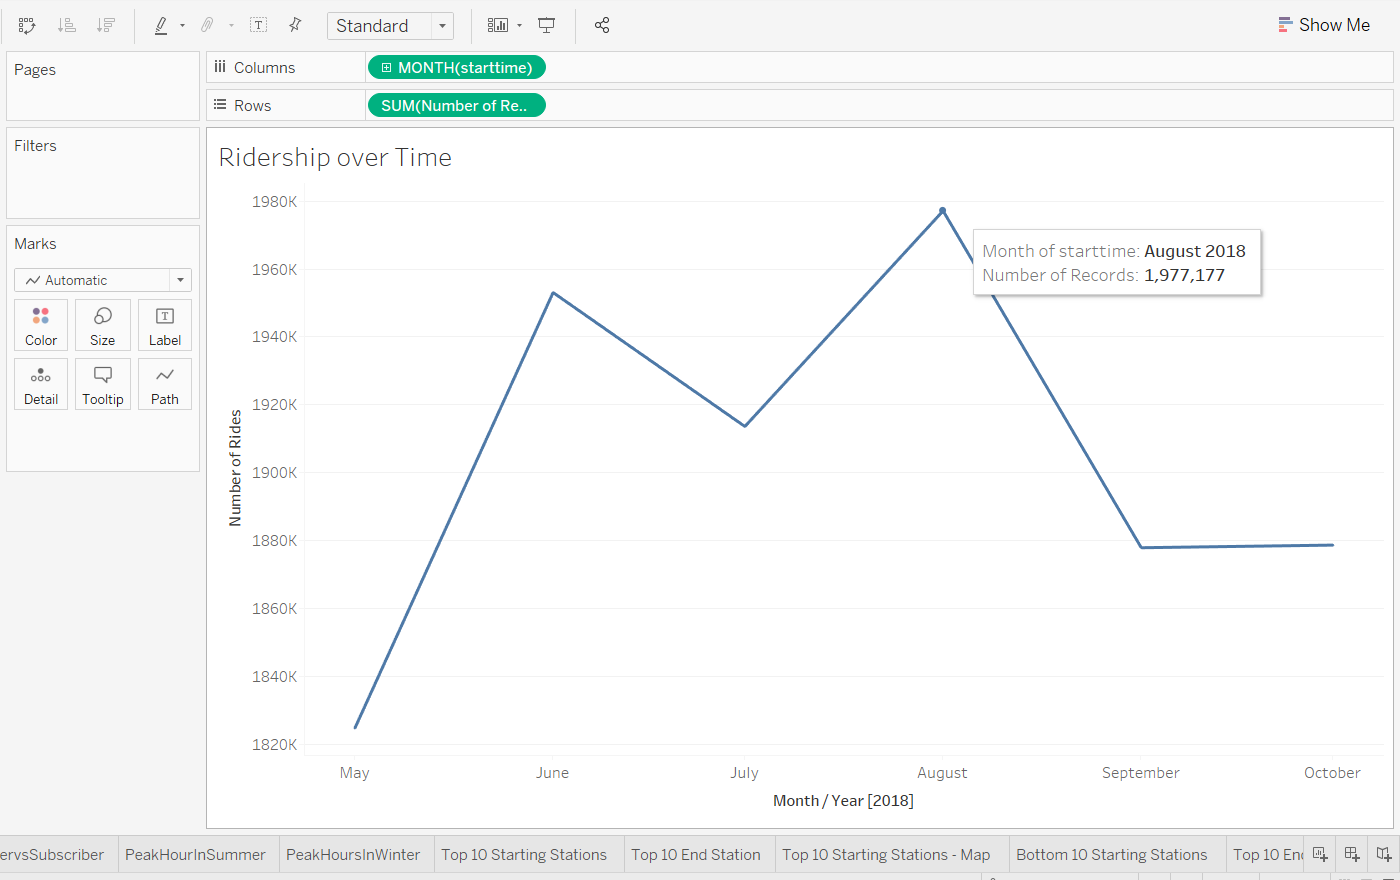 Standard
Show Me
Pages
Columns
MONTH(starttime)
Rows
SUM(Number of Re..
Filters
Marks
Automatic
Color
Size
Label
Detail
Tooltip
Path
Ridership over Time
1980K
1960K
1940K
1920K
1900K
1880K
1860K
1840K
1820K
Number of Rides
Month of starttime: August 2018
Number of Records: 1,977,177
May
June
July
August
September
October
Month / Year [2018]
ervsSubscriber
PeakHourInSummer
PeakHoursInWinter
Top 10 Starting Stations
Top 10 End Station
Top 10 Starting Stations - Map
Bottom 10 Starting Stations
Top 10 En